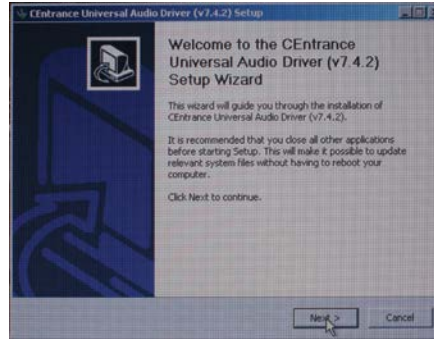 CEntrance Universal Audio Driver (v7.4.2) Setup
Welcome to the CEntrance
Universal Audio Driver (v7.4.2)
Setup Wizard
This wizard will guide you through the installation of
CEntrance Universal Audio Driver (v7.4.2).
It is recommended that you close all other applications
before starting Setup. This will make it possible to update
relevant system files without having to reboot your
computer.
Click Next to continue.
Next >
Cancel